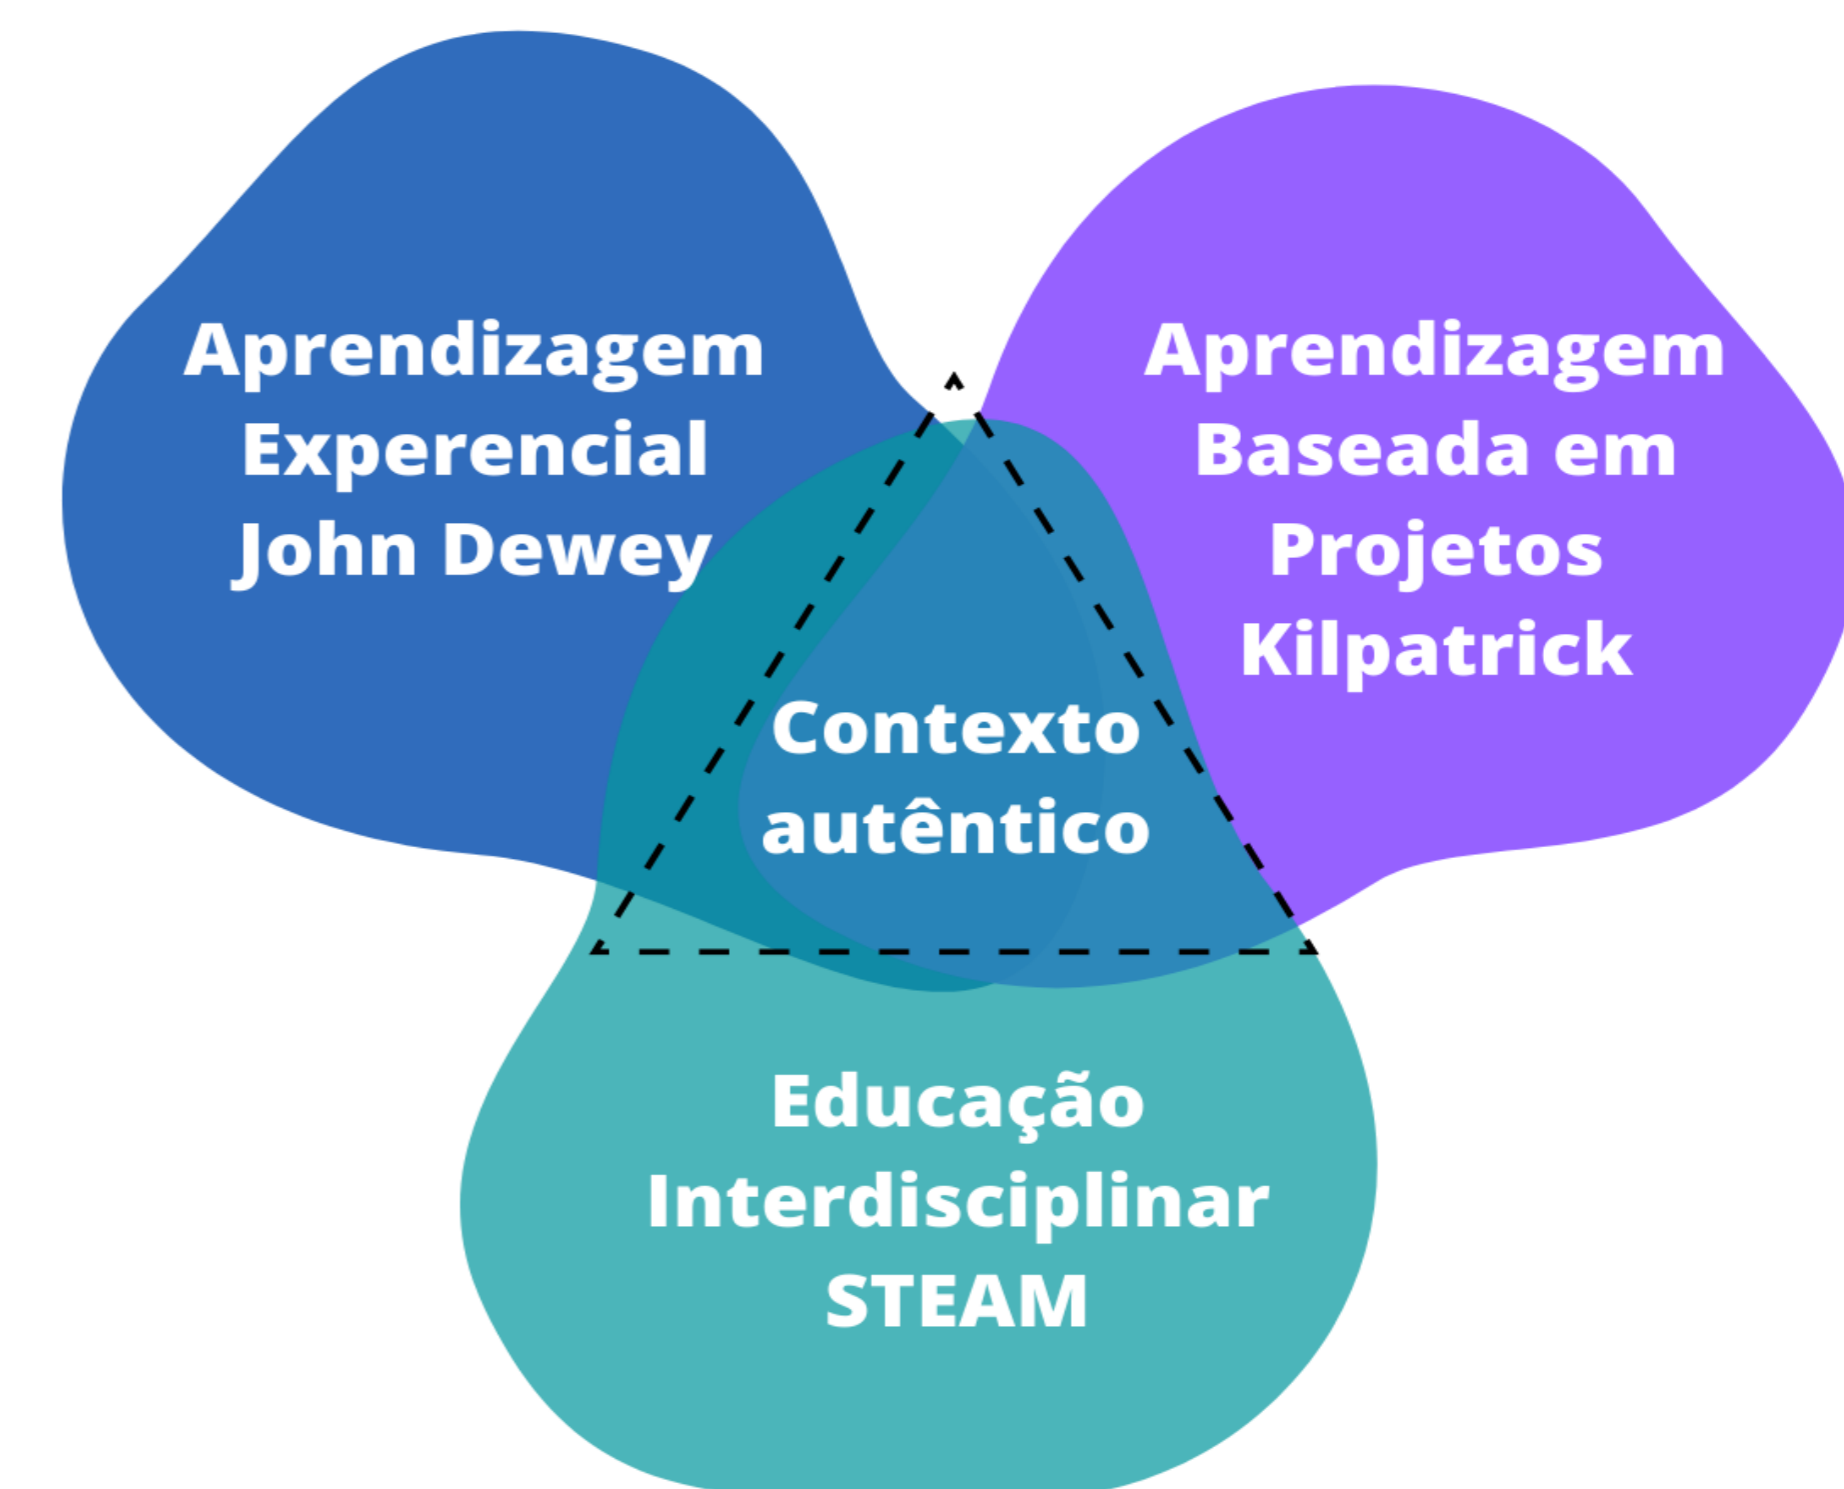 Aprendizagem
Experencial
John Dewey
Aprendizagem
Baseada em
Projetos
Kilpatrick
Contexto
autêntico
Educação
Interdisciplinar
STEAM